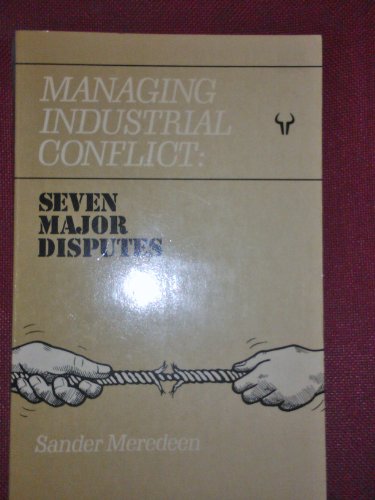 MANAGING
INDUSTRIAL
CONFLICT:
SEVEN
MAJOR
DISPUTES
Sander Meredeen